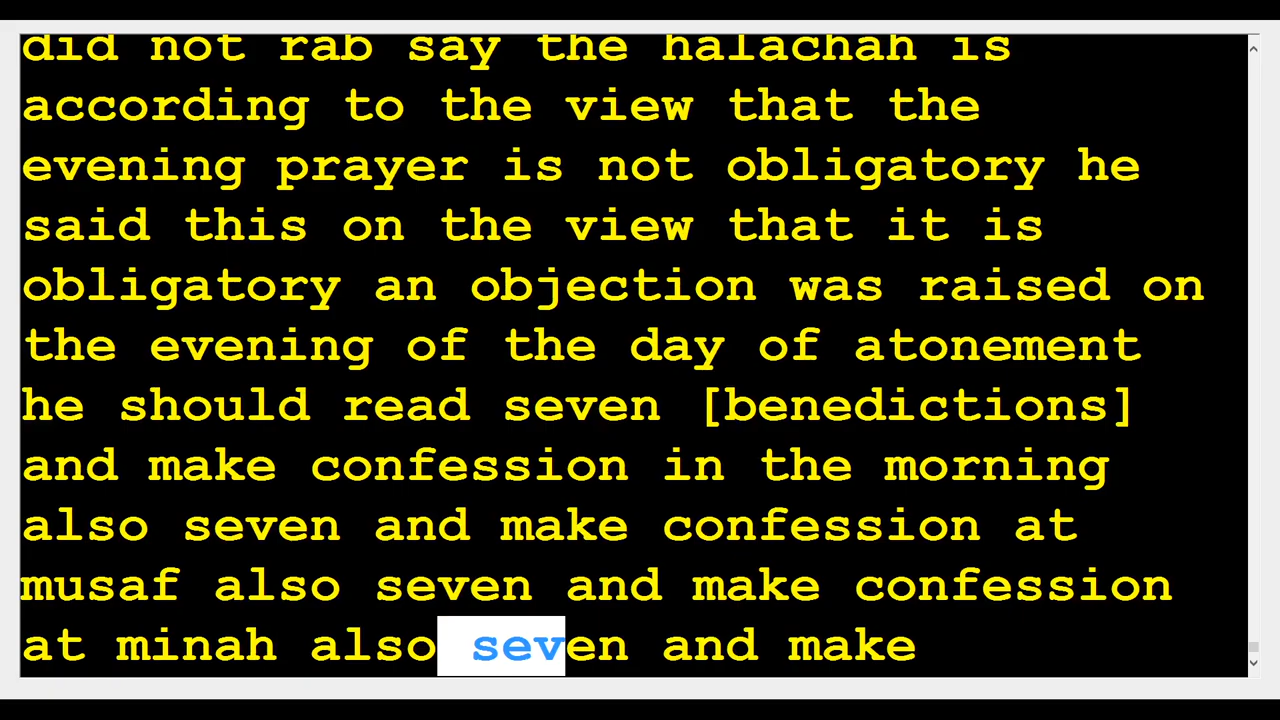 did not rab say the halachah is
according to the view that the
evening prayer is not obligatory he
said this on the view that it is
obligatory an objection was raised on
the evening of the day of atonement
he should read seven [benedictions]
and make confession in the morning
also seven and make confession at
musaf also seven and make confession
at minah also seven and make